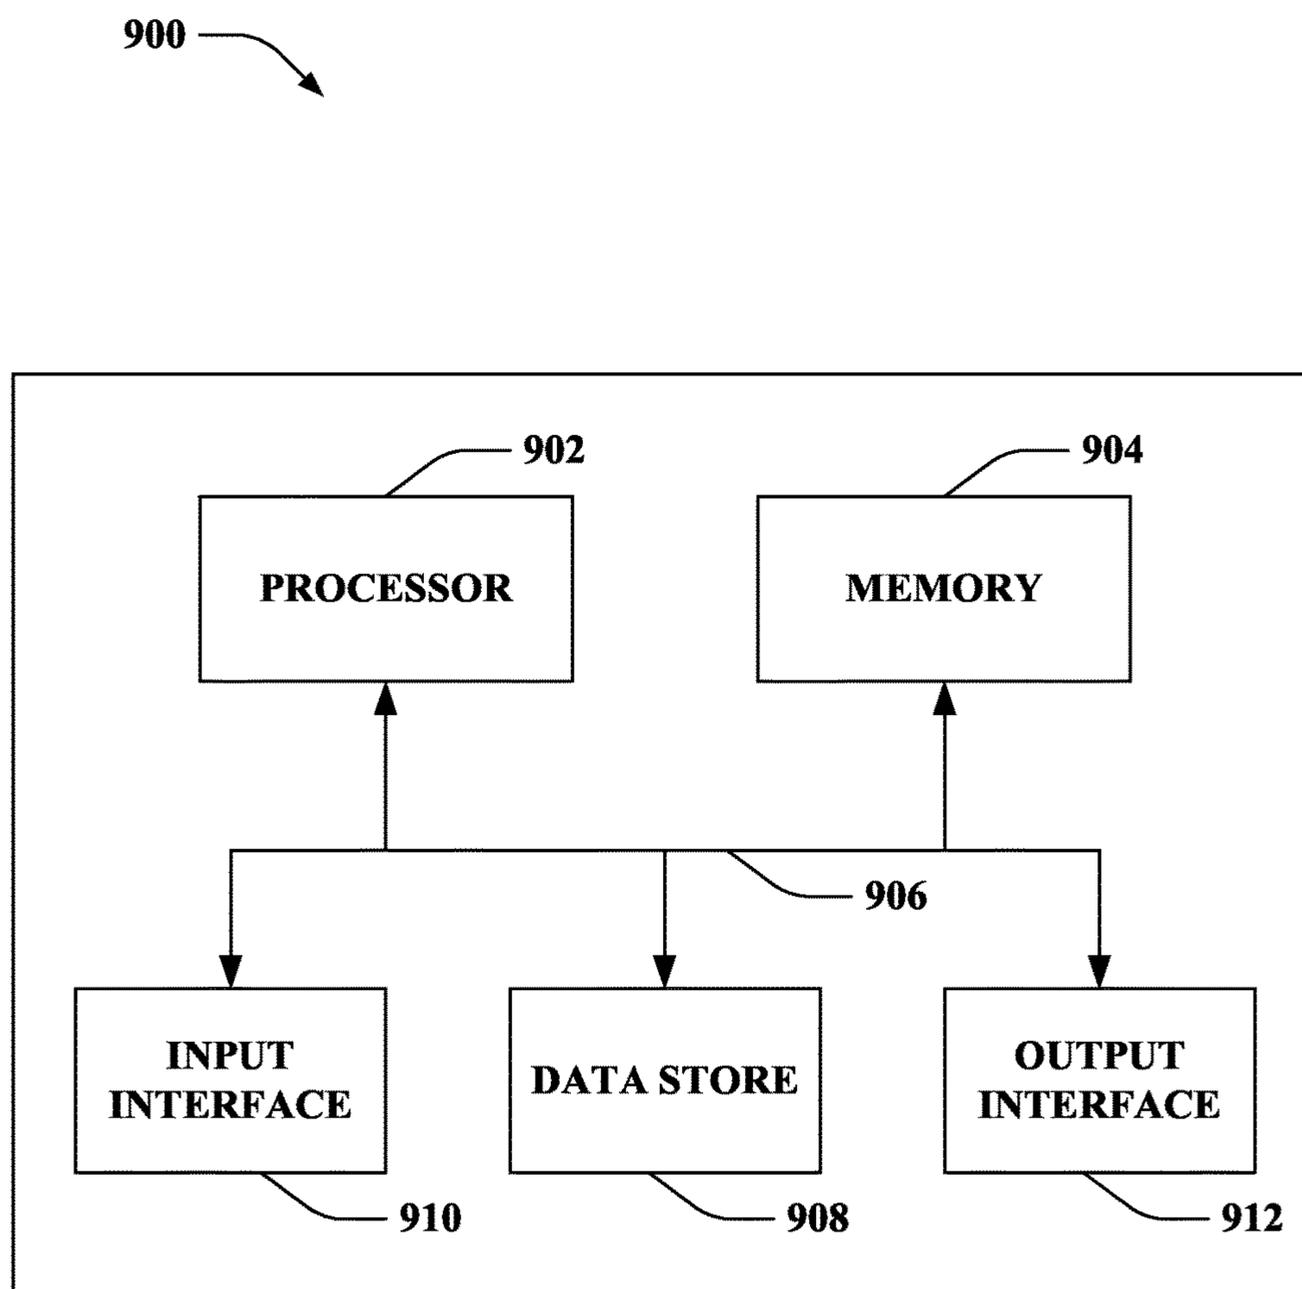 900
902
904
PROCESSOR
MEMORY
906
INPUT
INTERFACE
DATA STORE
OUTPUT
INTERFACE
910
908
912